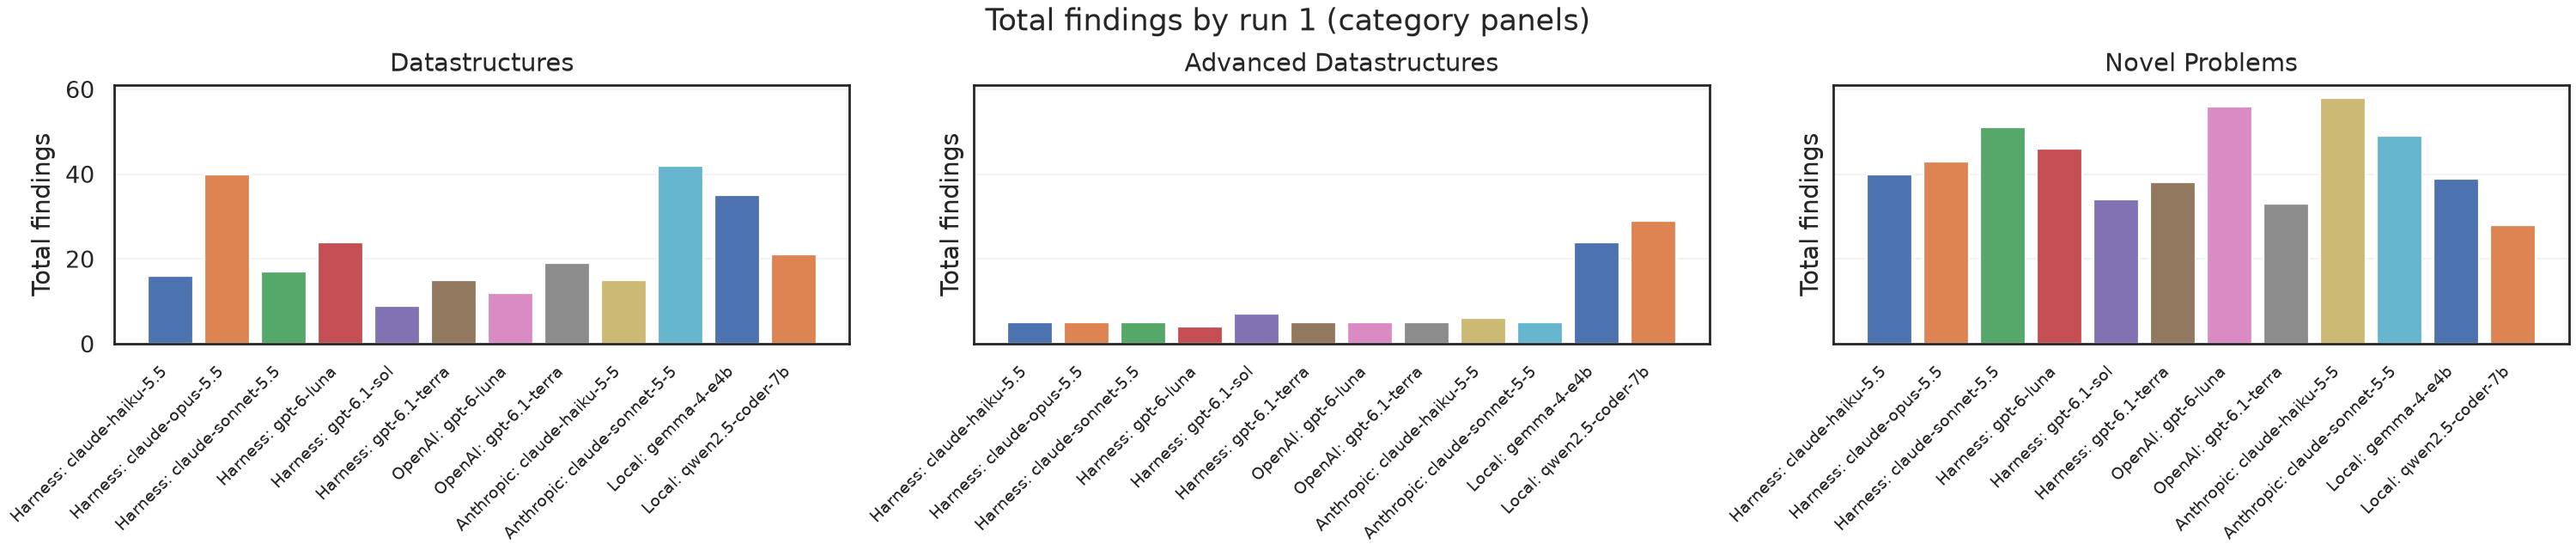 Total findings by run 1 (category panels)
Datastructures
Total findings
60
40
20
0
Harness: claude-haiku-5.5
Harness: claude-opus-5.5
Harness: claude-sonnet-5.5
Harness: gpt-6-luna
Harness: gpt-6.1-sol
Harness: gpt-6.1-terra
OpenAI: gpt-6-luna
OpenAI: gpt-6.1-terra
Anthropic: claude-haiku-5-5
Anthropic: claude-sonnet-5-5
Local: gemma-4-e4b
Local: qwen2.5-coder-7b
Advanced Datastructures
Total findings
Harness: claude-haiku-5.5
Harness: claude-opus-5.5
Harness: claude-sonnet-5.5
Harness: gpt-6-luna
Harness: gpt-6.1-sol
Harness: gpt-6.1-terra
OpenAI: gpt-6-luna
OpenAI: gpt-6.1-terra
Anthropic: claude-haiku-5-5
Anthropic: claude-sonnet-5-5
Local: gemma-4-e4b
Local: qwen2.5-coder-7b
Novel Problems
Total findings
Harness: claude-haiku-5.5
Harness: claude-opus-5.5
Harness: claude-sonnet-5.5
Harness: gpt-6-luna
Harness: gpt-6.1-sol
Harness: gpt-6.1-terra
OpenAI: gpt-6-luna
OpenAI: gpt-6.1-terra
Anthropic: claude-haiku-5-5
Anthropic: claude-sonnet-5-5
Local: gemma-4-e4b
Local: qwen2.5-coder-7b